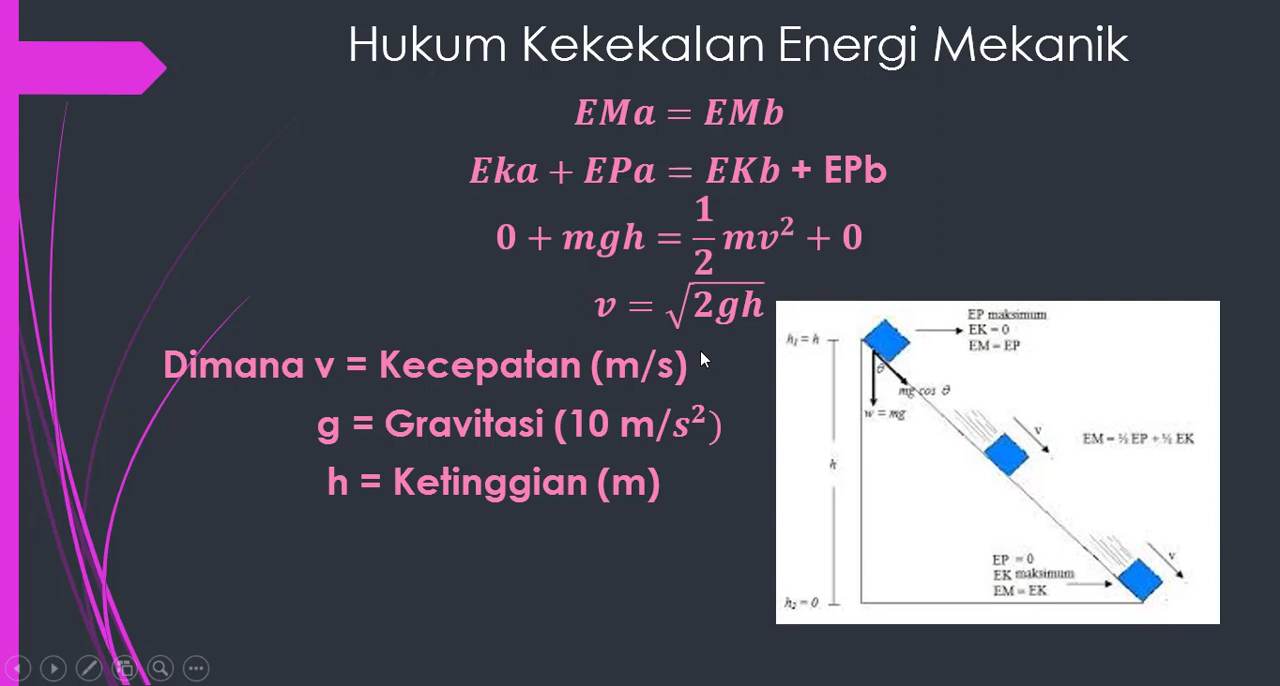 Hukum Kekekalan Energi Mekanik
EMa = EMb
Eka + EPa = EKb + EPb
0 + mgh = 1/2 mv² + 0
v = √2gh
Dimana v = Kecepatan (m/s)
g = Gravitasi (10 m/s²)
h = Ketinggian (m)
EP maksimum
EK = 0
EM = EP
h₁ = h
θ
mg cos θ
w = mg
v
EM = ½ EP + ½ EK
h
v
EP = 0
EK maksimum
EM = EK
h₂ = 0